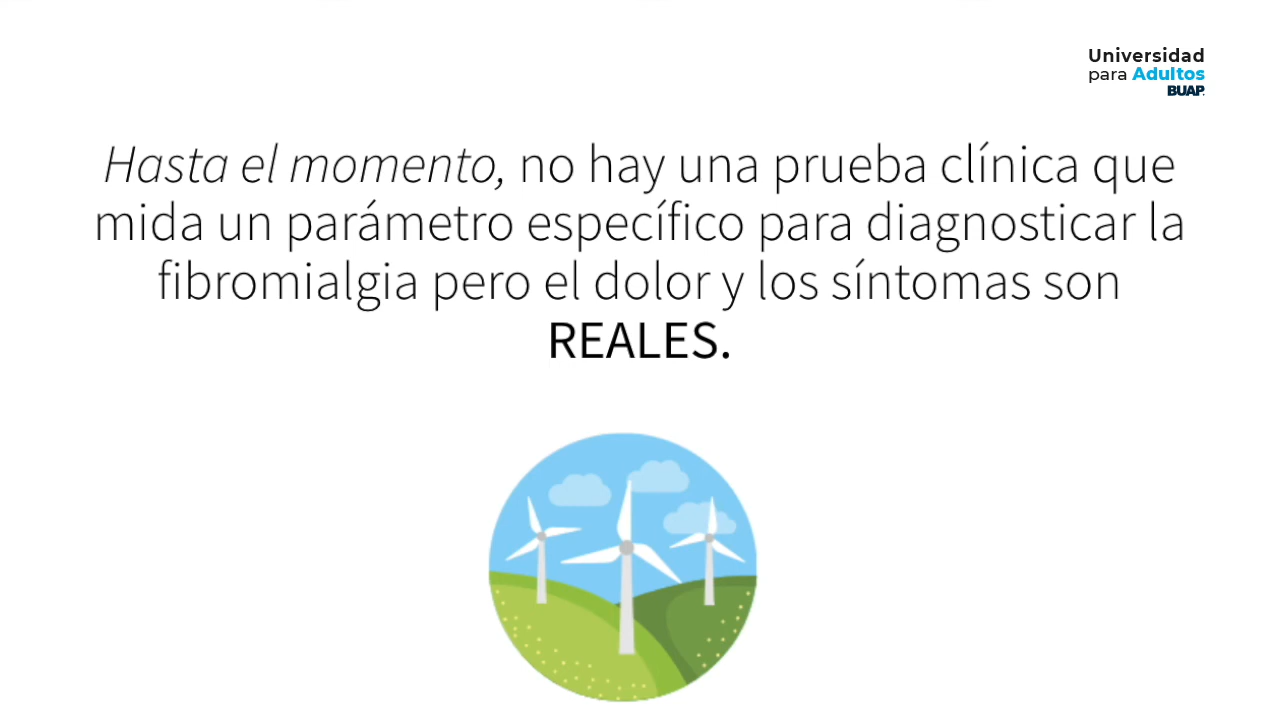 Universidad
para Adultos
BUAP
Hasta el momento, no hay una prueba clínica que
mida un parámetro específico para diagnosticar la
fibromialgia pero el dolor y los síntomas son
REALES.